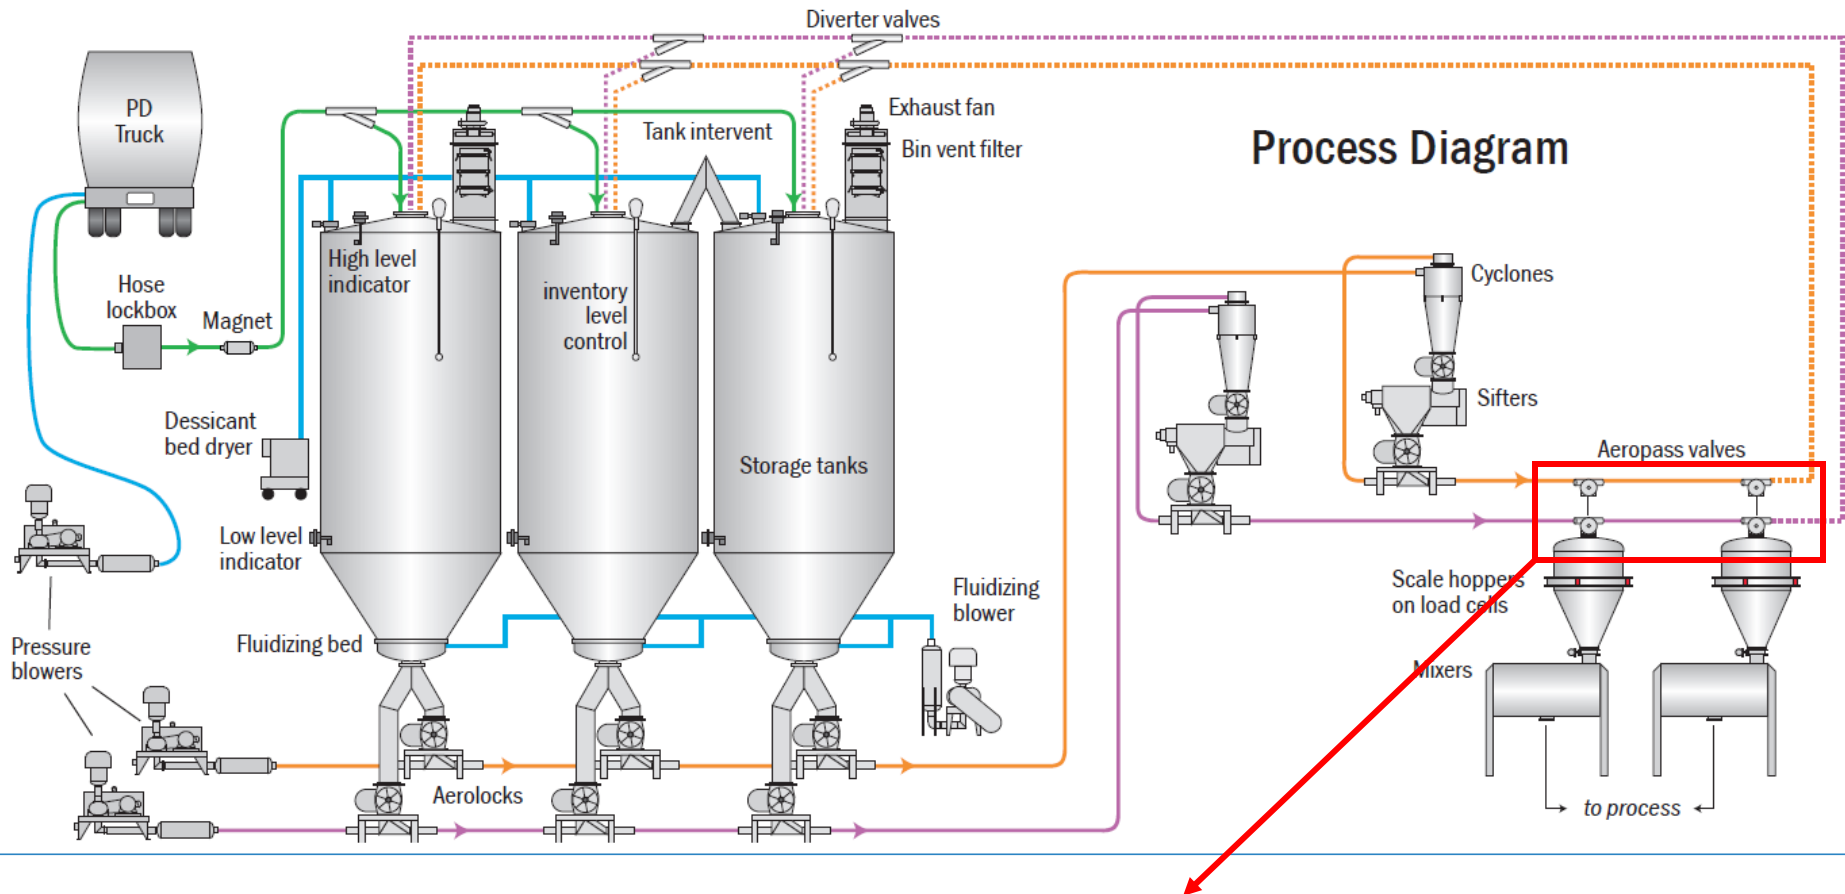 Diverter valves
PD
Truck
Exhaust fan
Tank intervent
Bin vent filter
Process Diagram
High level
indicator
Hose
lockbox
Magnet
inventory
level
control
Cyclones
Sifters
Dessicant
bed dryer
Storage tanks
Aeropass valves
Low level
indicator
Scale hoppers
on load cells
Fluidizing
blower
Fluidizing bed
Pressure
blowers
Mixers
Aerolocks
to process